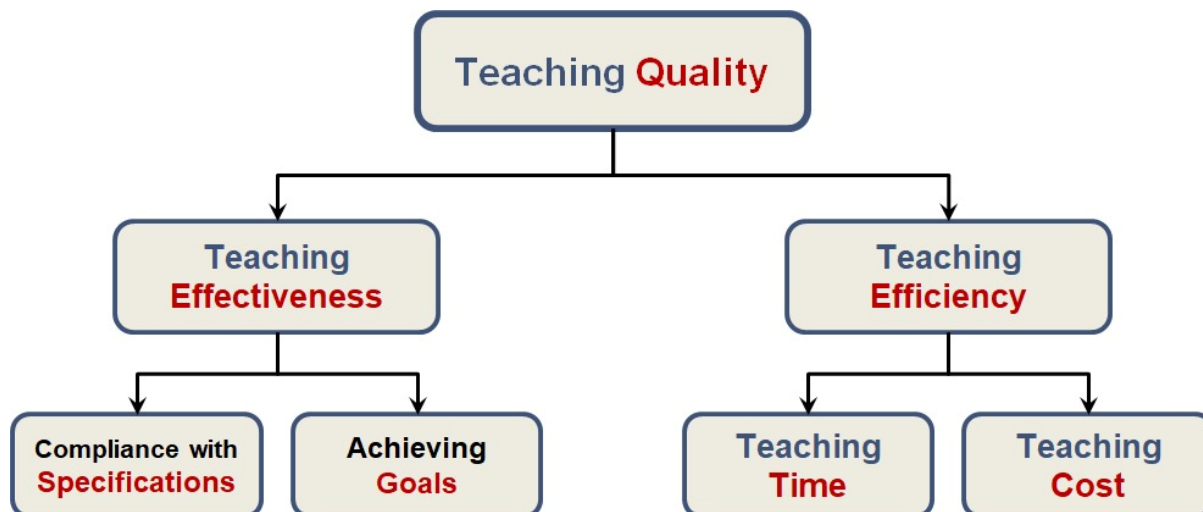 Teaching Quality
Teaching
Effectiveness
Teaching
Efficiency
Compliance with
Specifications
Achieving
Goals
Teaching
Time
Teaching
Cost